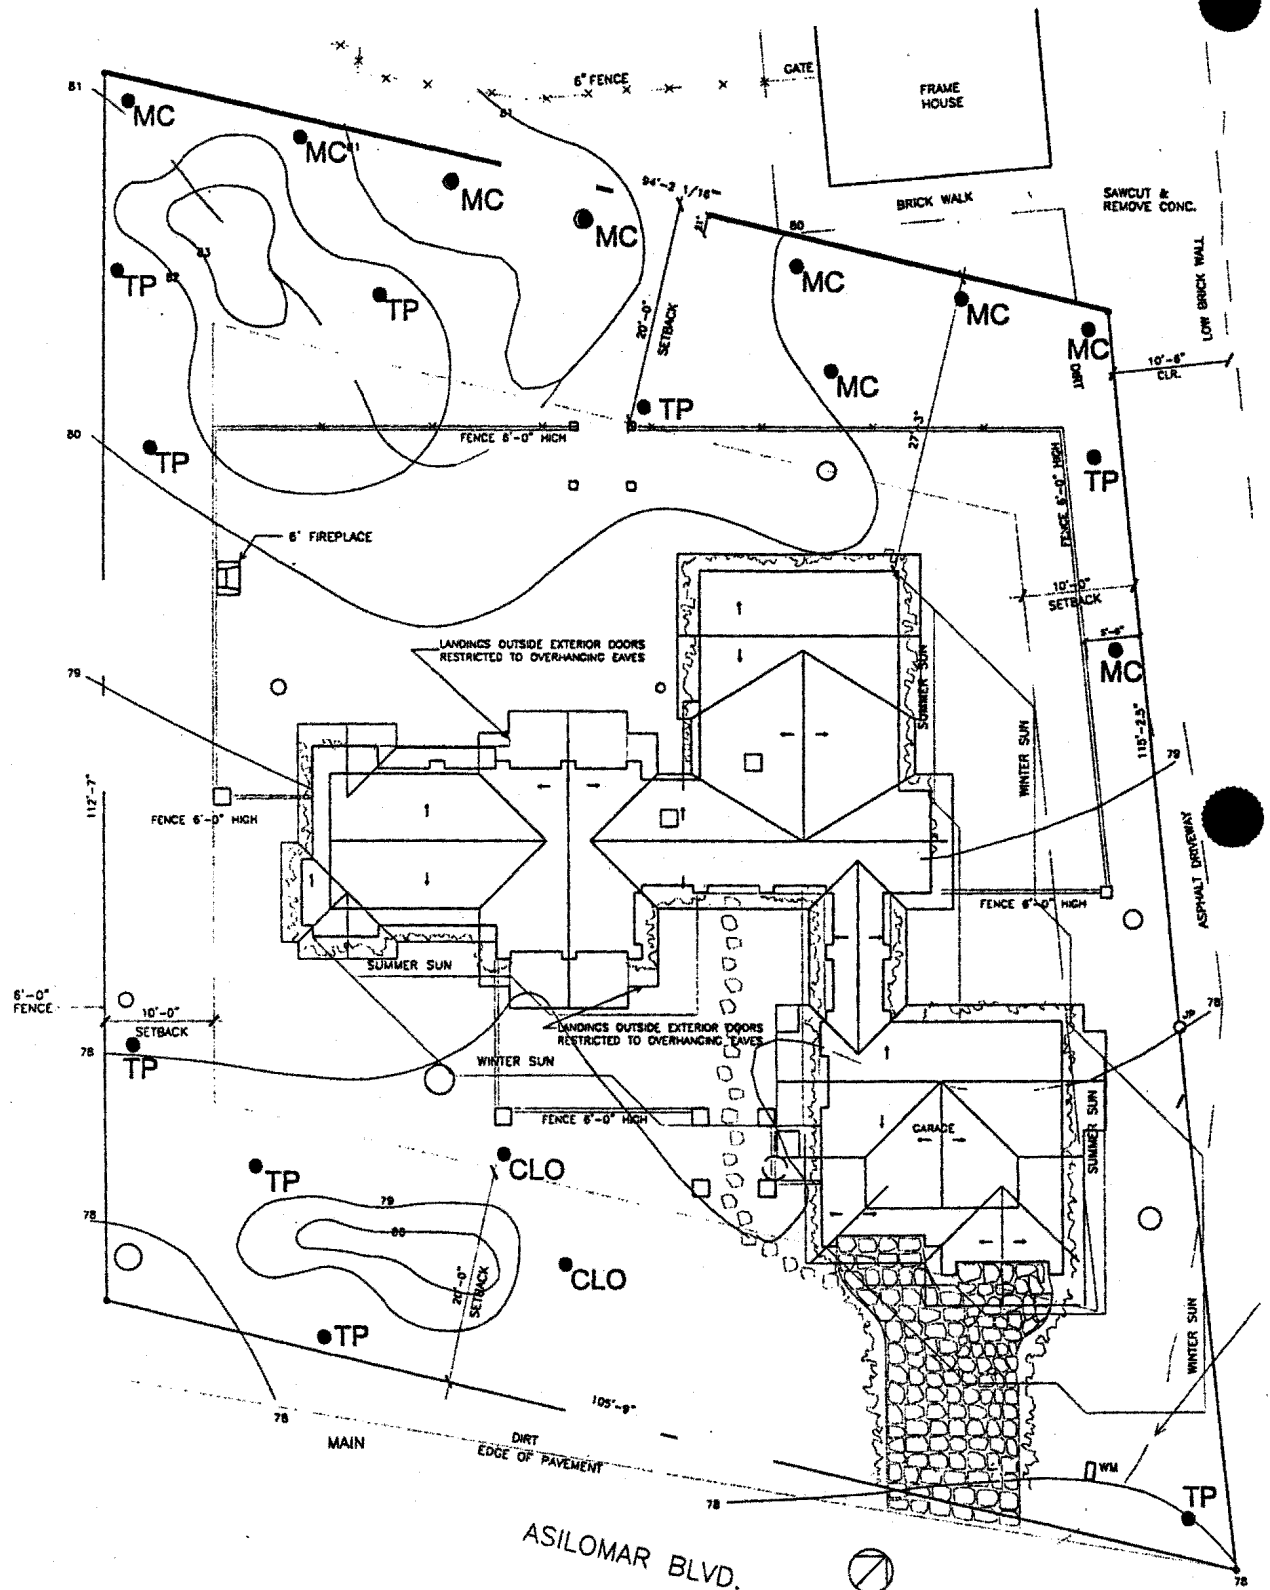 6" FENCE
GATE
FRAME
HOUSE
81
MC
81
MC
81
MC
MC
94'-2 1/16"
21"
BRICK WALK
SAWCUT &
REMOVE CONC.
80
LOW BRICK WALL
TP
82
83
TP
20'-0"
SETBACK
MC
MC
MC
DIRT
10'-6"
CLR.
MC
27'-3"
TP
80
FENCE 6'-0" HIGH
TP
FENCE 6'-0" HIGH
TP
6' FIREPLACE
10'-0"
SETBACK
LANDINGS OUTSIDE EXTERIOR DOORS
RESTRICTED TO OVERHANGING EAVES
SUMMER SUN
MC
79
115'-2.5"
79
WINTER SUN
112'-7"
FENCE 6'-0" HIGH
ASPHALT DRIVEWAY
FENCE 6'-0" HIGH
SUMMER SUN
6'-0"
FENCE
10'-0"
SETBACK
78
LANDINGS OUTSIDE EXTERIOR DOORS
RESTRICTED TO OVERHANGING EAVES
78
TP
WINTER SUN
FENCE 6'-0" HIGH
GARAGE
SUMMER SUN
TP
CLO
78
79
80
20'-0"
SETBACK
CLO
TP
WINTER SUN
105'-9"
78
MAIN
DIRT
EDGE OF PAVEMENT
WM
78
TP
ASILOMAR BLVD.
78